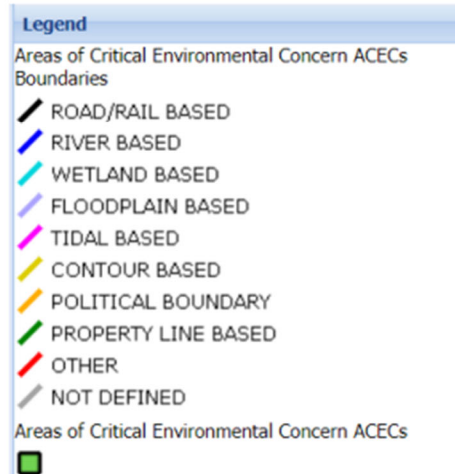 Legend
Areas of Critical Environmental Concern ACECs
Boundaries
ROAD/RAIL BASED
RIVER BASED
WETLAND BASED
FLOODPLAIN BASED
TIDAL BASED
CONTOUR BASED
POLITICAL BOUNDARY
PROPERTY LINE BASED
OTHER
NOT DEFINED
Areas of Critical Environmental Concern ACECs